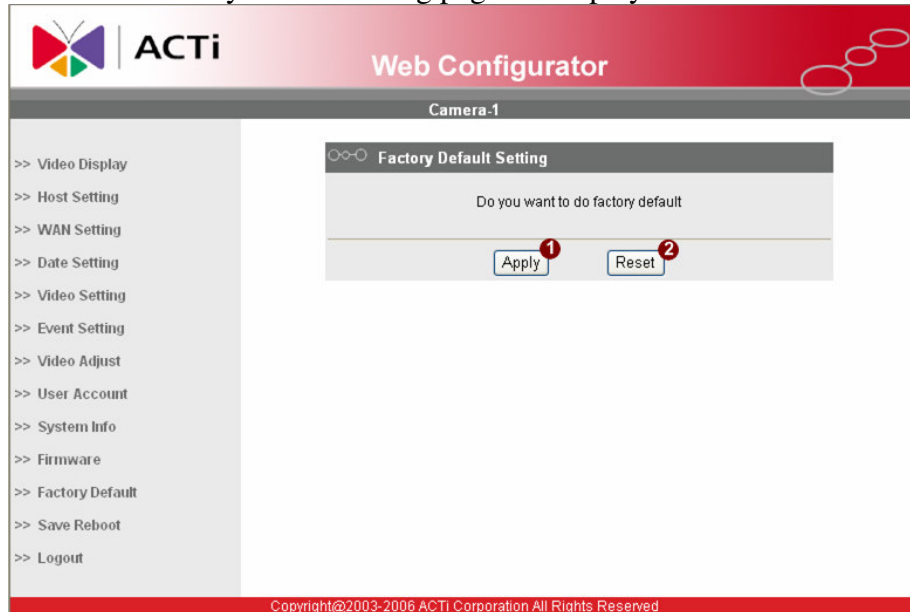 ACTi
Web Configurator
Camera-1
>> Video Display
>> Host Setting
>> WAN Setting
>> Date Setting
>> Video Setting
>> Event Setting
>> Video Adjust
>> User Account
>> System Info
>> Firmware
>> Factory Default
>> Save Reboot
>> Logout
Factory Default Setting
Do you want to do factory default
Apply 1 Reset 2
Copyright@2003-2006 ACTi Corporation All Rights Reserved